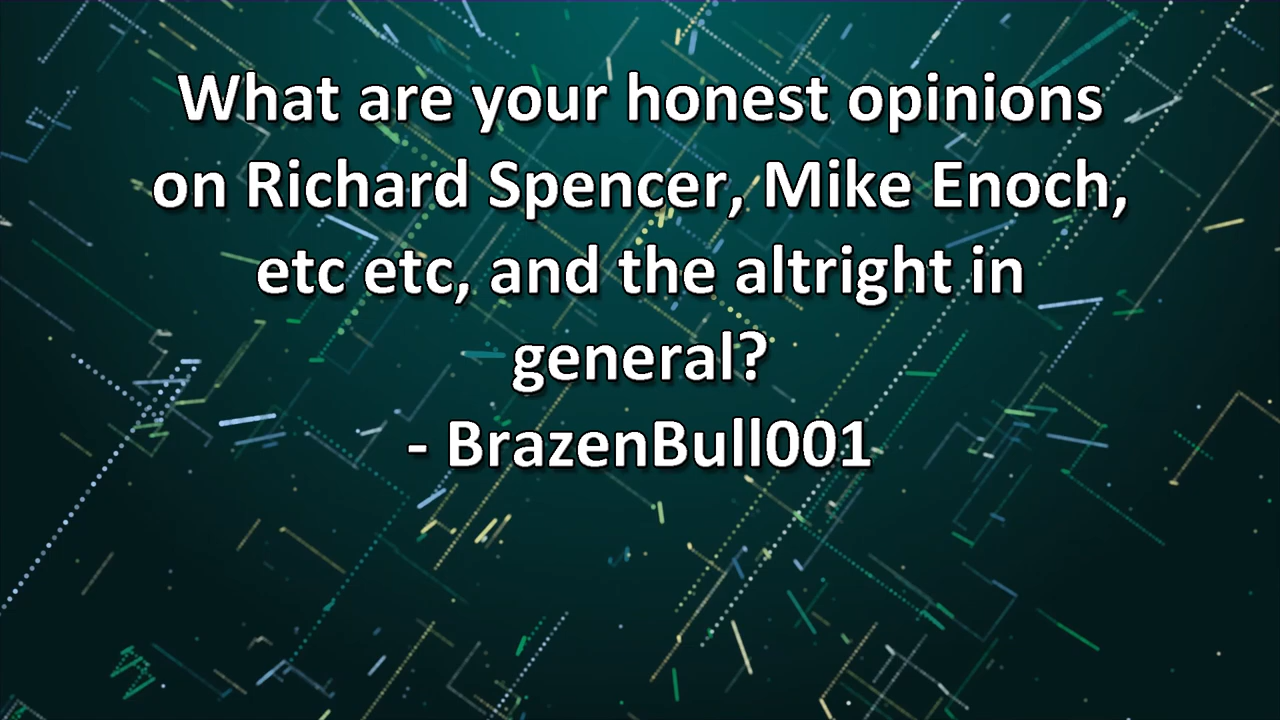 What are your honest opinions
on Richard Spencer, Mike Enoch,
etc etc, and the altright in
general?
- BrazenBull001